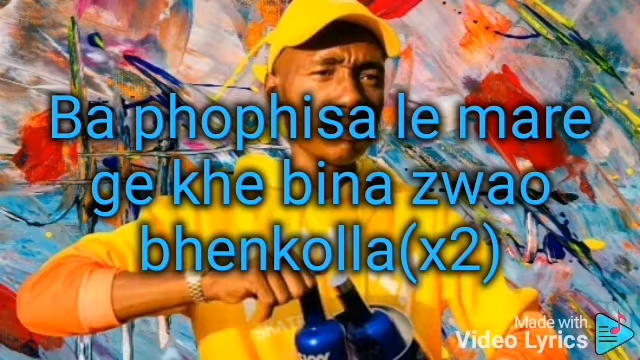 Ba phophisa le mare
ge khe bina zwao
bhenkolla(x2)
Made with
Video Lyrics